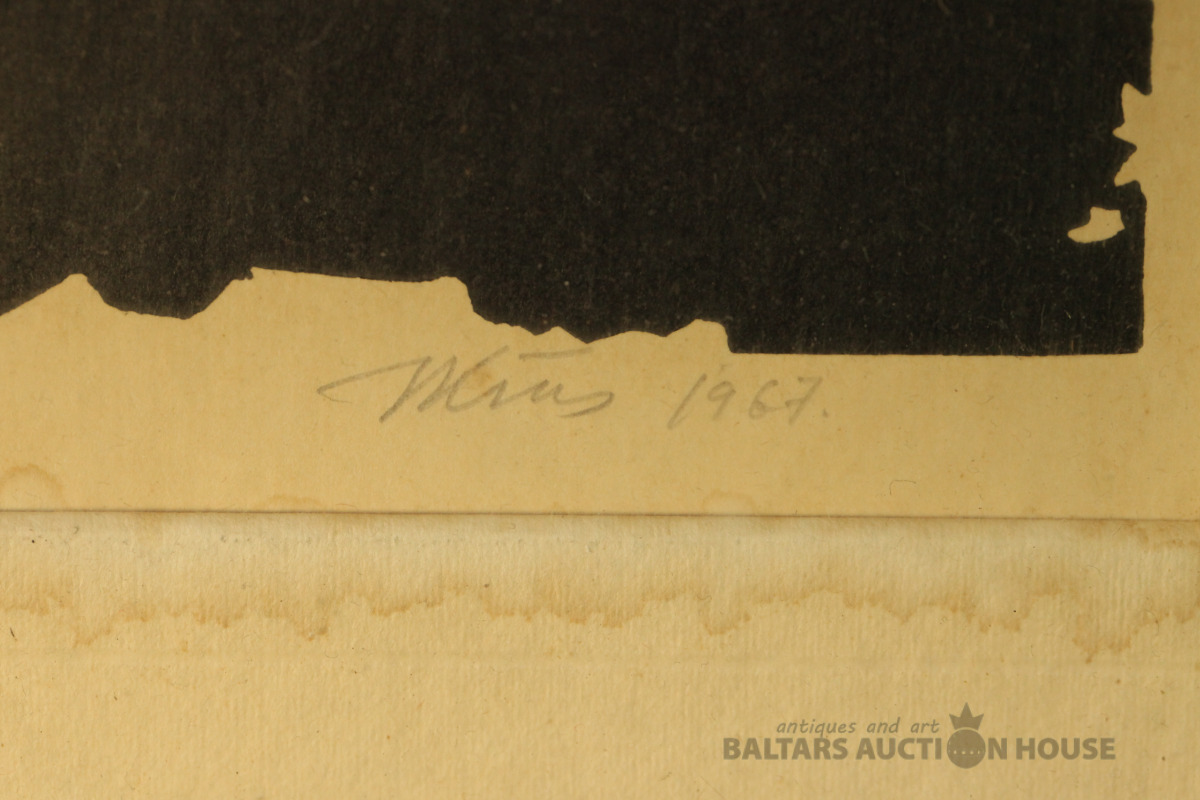 1967.
antiques and art
BALTARS AUCTION HOUSE